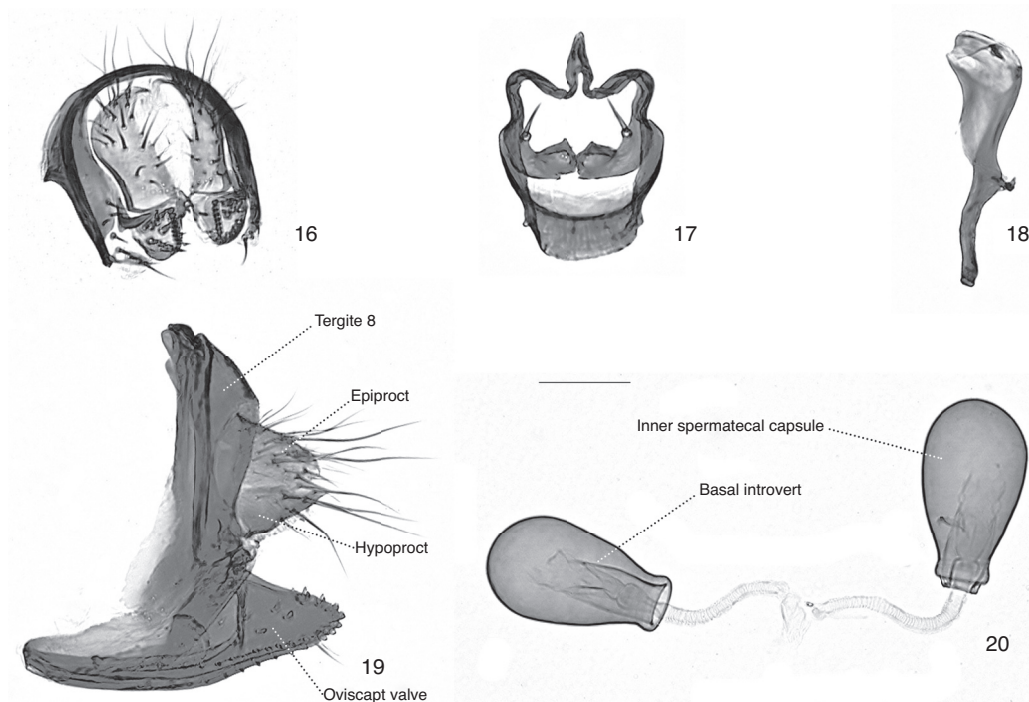 16
17
18
Tergite 8
Epiproct
Hypoproct
19
Oviscapt valve
Inner spermatecal capsule
Basal introvert
20